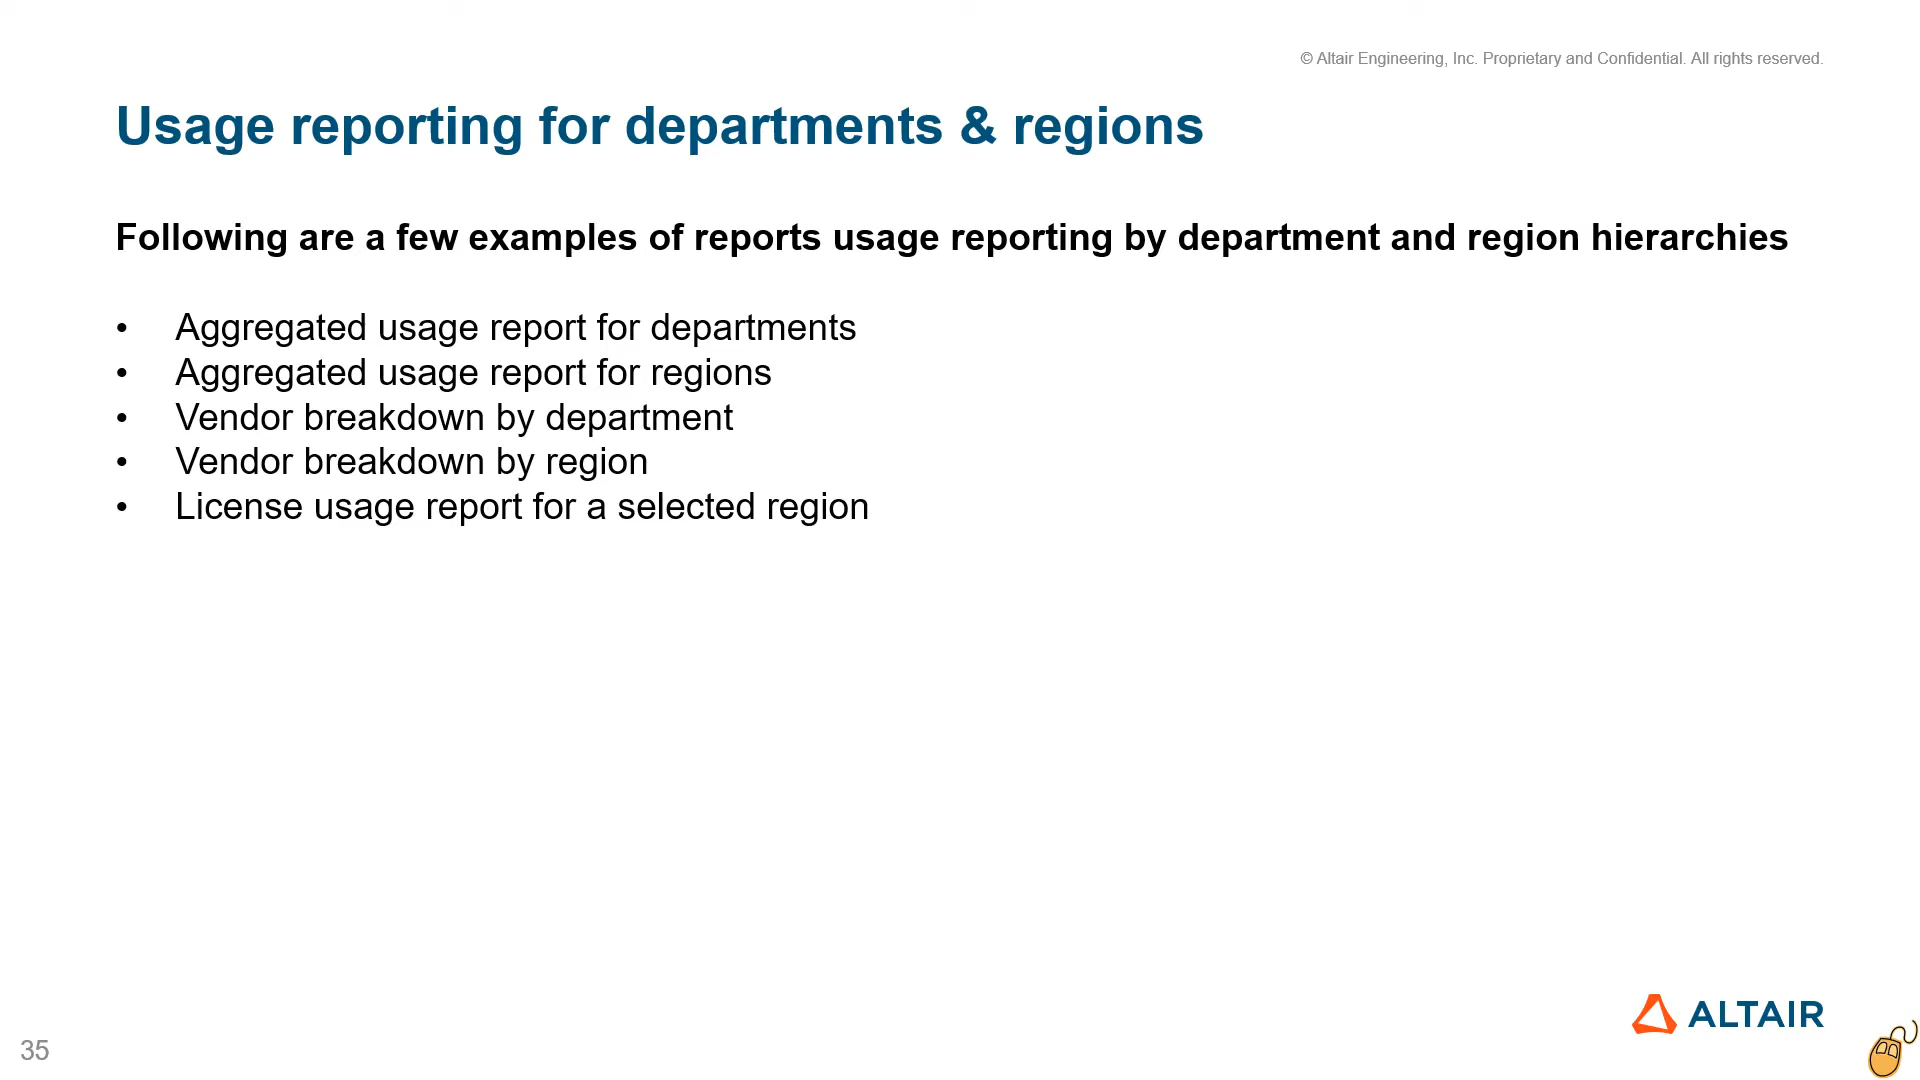 © Altair Engineering, Inc. Proprietary and Confidential. All rights reserved.
Usage reporting for departments & regions
Following are a few examples of reports usage reporting by department and region hierarchies
• Aggregated usage report for departments
• Aggregated usage report for regions
• Vendor breakdown by department
• Vendor breakdown by region
• License usage report for a selected region
ALTAIR
35